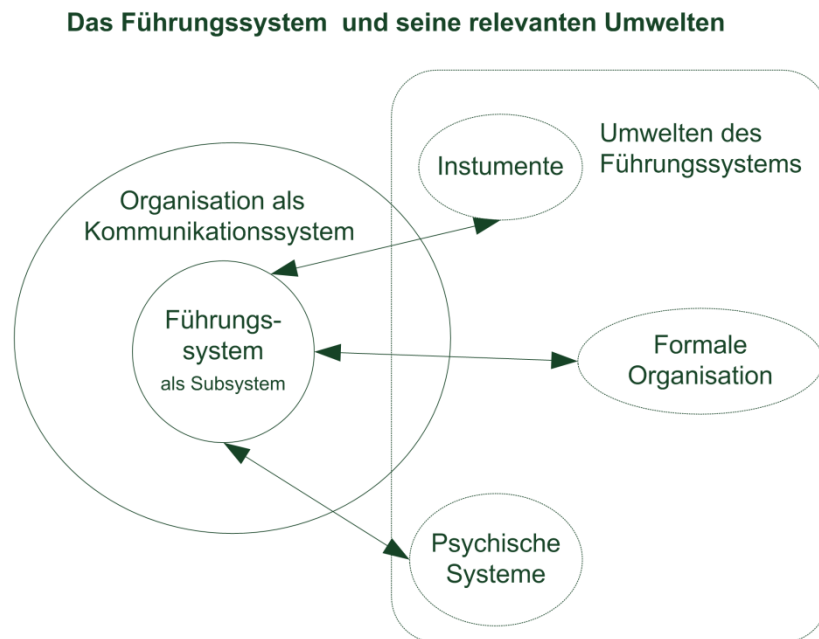 Das Führungssystem und seine relevanten Umwelten
Instumente
Umwelten des
Führungssystems
Organisation als
Kommunikationssystem
Führungs-
system
als Subsystem
Formale
Organisation
Psychische
Systeme